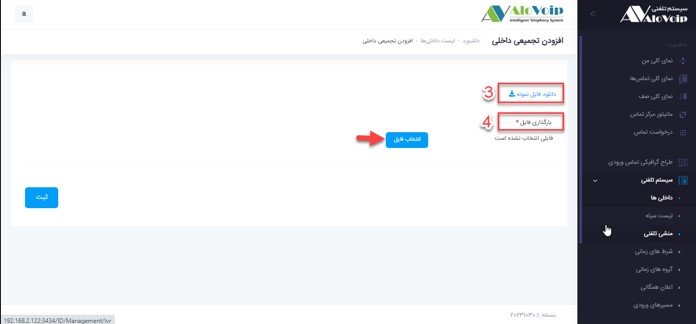 سیستم تلفنی
AloVoip
داشبورد
نمای کلی من
نمای کلی تماس‌ها
نمای کلی صف
مانیتور مرکز تماس
درخواست تماس
طراح گرافیکی تماس ورودی
سیستم تلفنی
داخلی ها
لیست سیاه
منشی تلفنی
شرط های زمانی
گروه های زمانی
اعلان همگانی
مسیرهای ورودی
AloVoip
Intelligent Telephony System
a
افزودن تجمیعی داخلی
داشبورد - لیست داخلی‌ها - افزودن تجمیعی داخلی
3 دانلود فایل نمونه
4 بارگذاری فایل *
انتخاب فایل فایلی انتخاب نشده است
ثبت
نسخه: ۲۰۲۳۱۰۳۰.۱
192.168.2.122:3434/ID/Management/Ivr